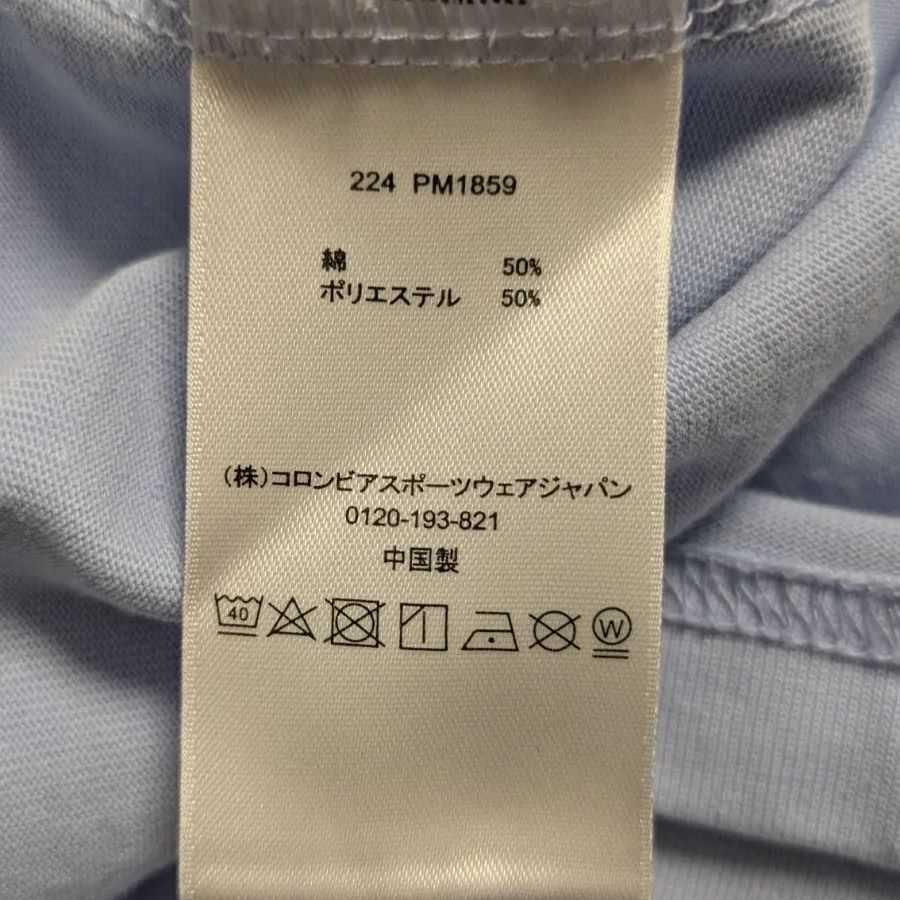 224 PM1859
綿 50%
ポリエステル 50%
(株)コロンビアスポーツウェアジャパン
0120-193-821
中国製
40
W